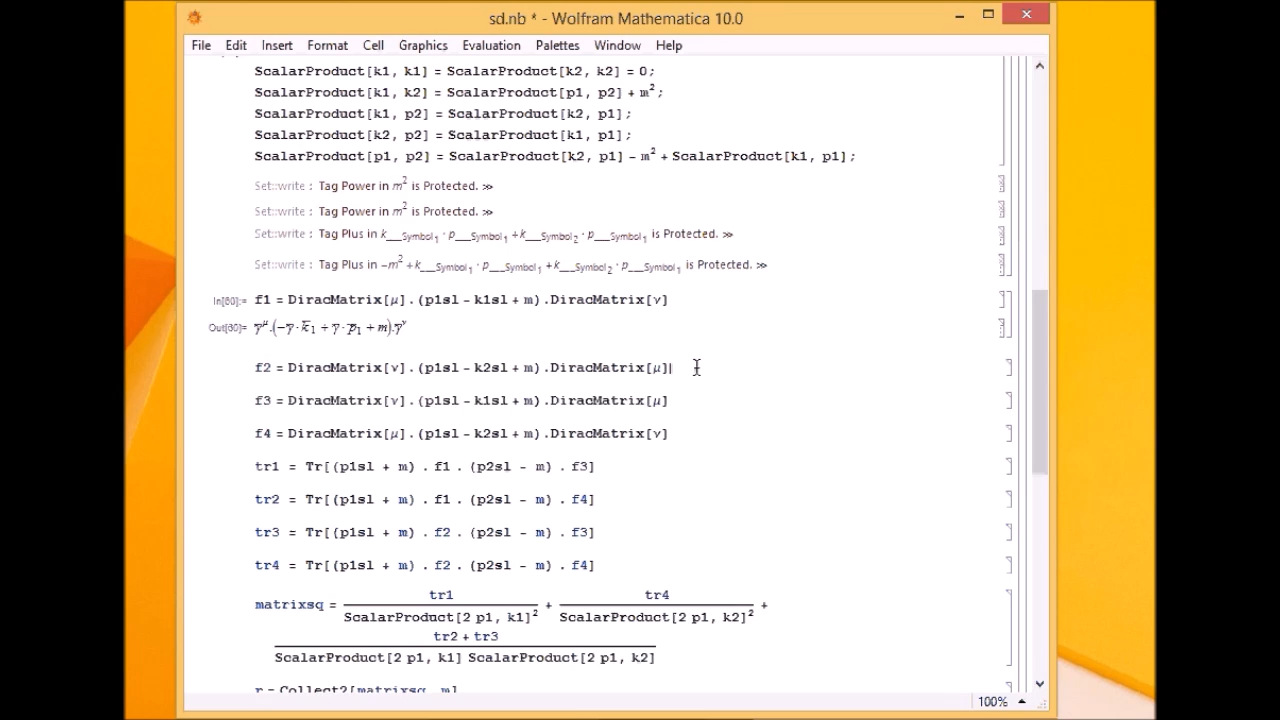 sd.nb * - Wolfram Mathematica 10.0
File Edit Insert Format Cell Graphics Evaluation Palettes Window Help
ScalarProduct[k1, k1] = ScalarProduct[k2, k2] = 0;
ScalarProduct[k1, k2] = ScalarProduct[p1, p2] + m²;
ScalarProduct[k1, p2] = ScalarProduct[k2, p1];
ScalarProduct[k2, p2] = ScalarProduct[k1, p1];
ScalarProduct[p1, p2] = ScalarProduct[k2, p1] - m² + ScalarProduct[k1, p1];
Set::write : Tag Power in m² is Protected. ≫
Set::write : Tag Power in m² is Protected. ≫
Set::write : Tag Plus in k___Symbol₁ · p___Symbol₁ + k___Symbol₂ · p___Symbol₁ is Protected. ≫
Set::write : Tag Plus in -m² + k___Symbol₁ · p___Symbol₁ + k___Symbol₂ · p___Symbol₁ is Protected. ≫
In[60]:= f1 = DiracMatrix[μ] . (p1sl - k1sl + m) . DiracMatrix[ν]
Out[60]= γ̄^μ.(-γ̄·k̄₁ + γ̄·p̄₁ + m).γ̄^ν
f2 = DiracMatrix[ν] . (p1sl - k2sl + m) . DiracMatrix[μ]
f3 = DiracMatrix[ν] . (p1sl - k1sl + m) . DiracMatrix[μ]
f4 = DiracMatrix[μ] . (p1sl - k2sl + m) . DiracMatrix[ν]
tr1 = Tr[(p1sl + m) . f1 . (p2sl - m) . f3]
tr2 = Tr[(p1sl + m) . f1 . (p2sl - m) . f4]
tr3 = Tr[(p1sl + m) . f2 . (p2sl - m) . f3]
tr4 = Tr[(p1sl + m) . f2 . (p2sl - m) . f4]
tr1 tr4
matrixsq = + +
ScalarProduct[2 p1, k1]² ScalarProduct[2 p1, k2]²
tr2 + tr3
ScalarProduct[2 p1, k1] ScalarProduct[2 p1, k2]
r = Collect2[matrixsq, m]
100%